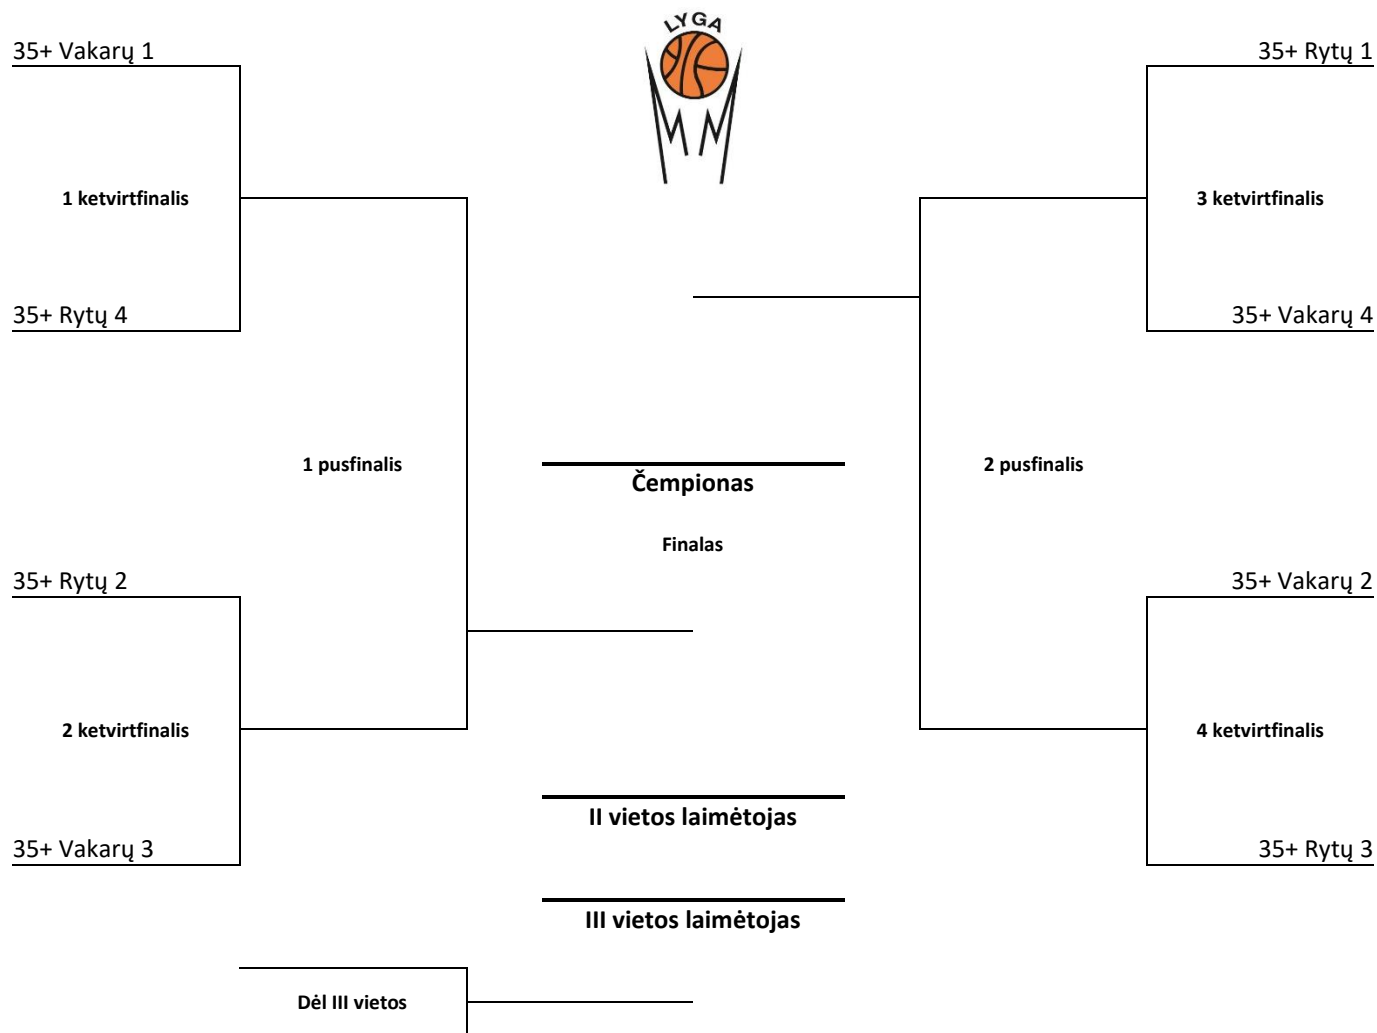 LYGA
35+ Vakarų 1
35+ Rytų 1
1 ketvirtfinalis
3 ketvirtfinalis
35+ Rytų 4
35+ Vakarų 4
1 pusfinalis
2 pusfinalis
Čempionas
Finalas
35+ Rytų 2
35+ Vakarų 2
2 ketvirtfinalis
4 ketvirtfinalis
II vietos laimėtojas
35+ Vakarų 3
35+ Rytų 3
III vietos laimėtojas
Dėl III vietos